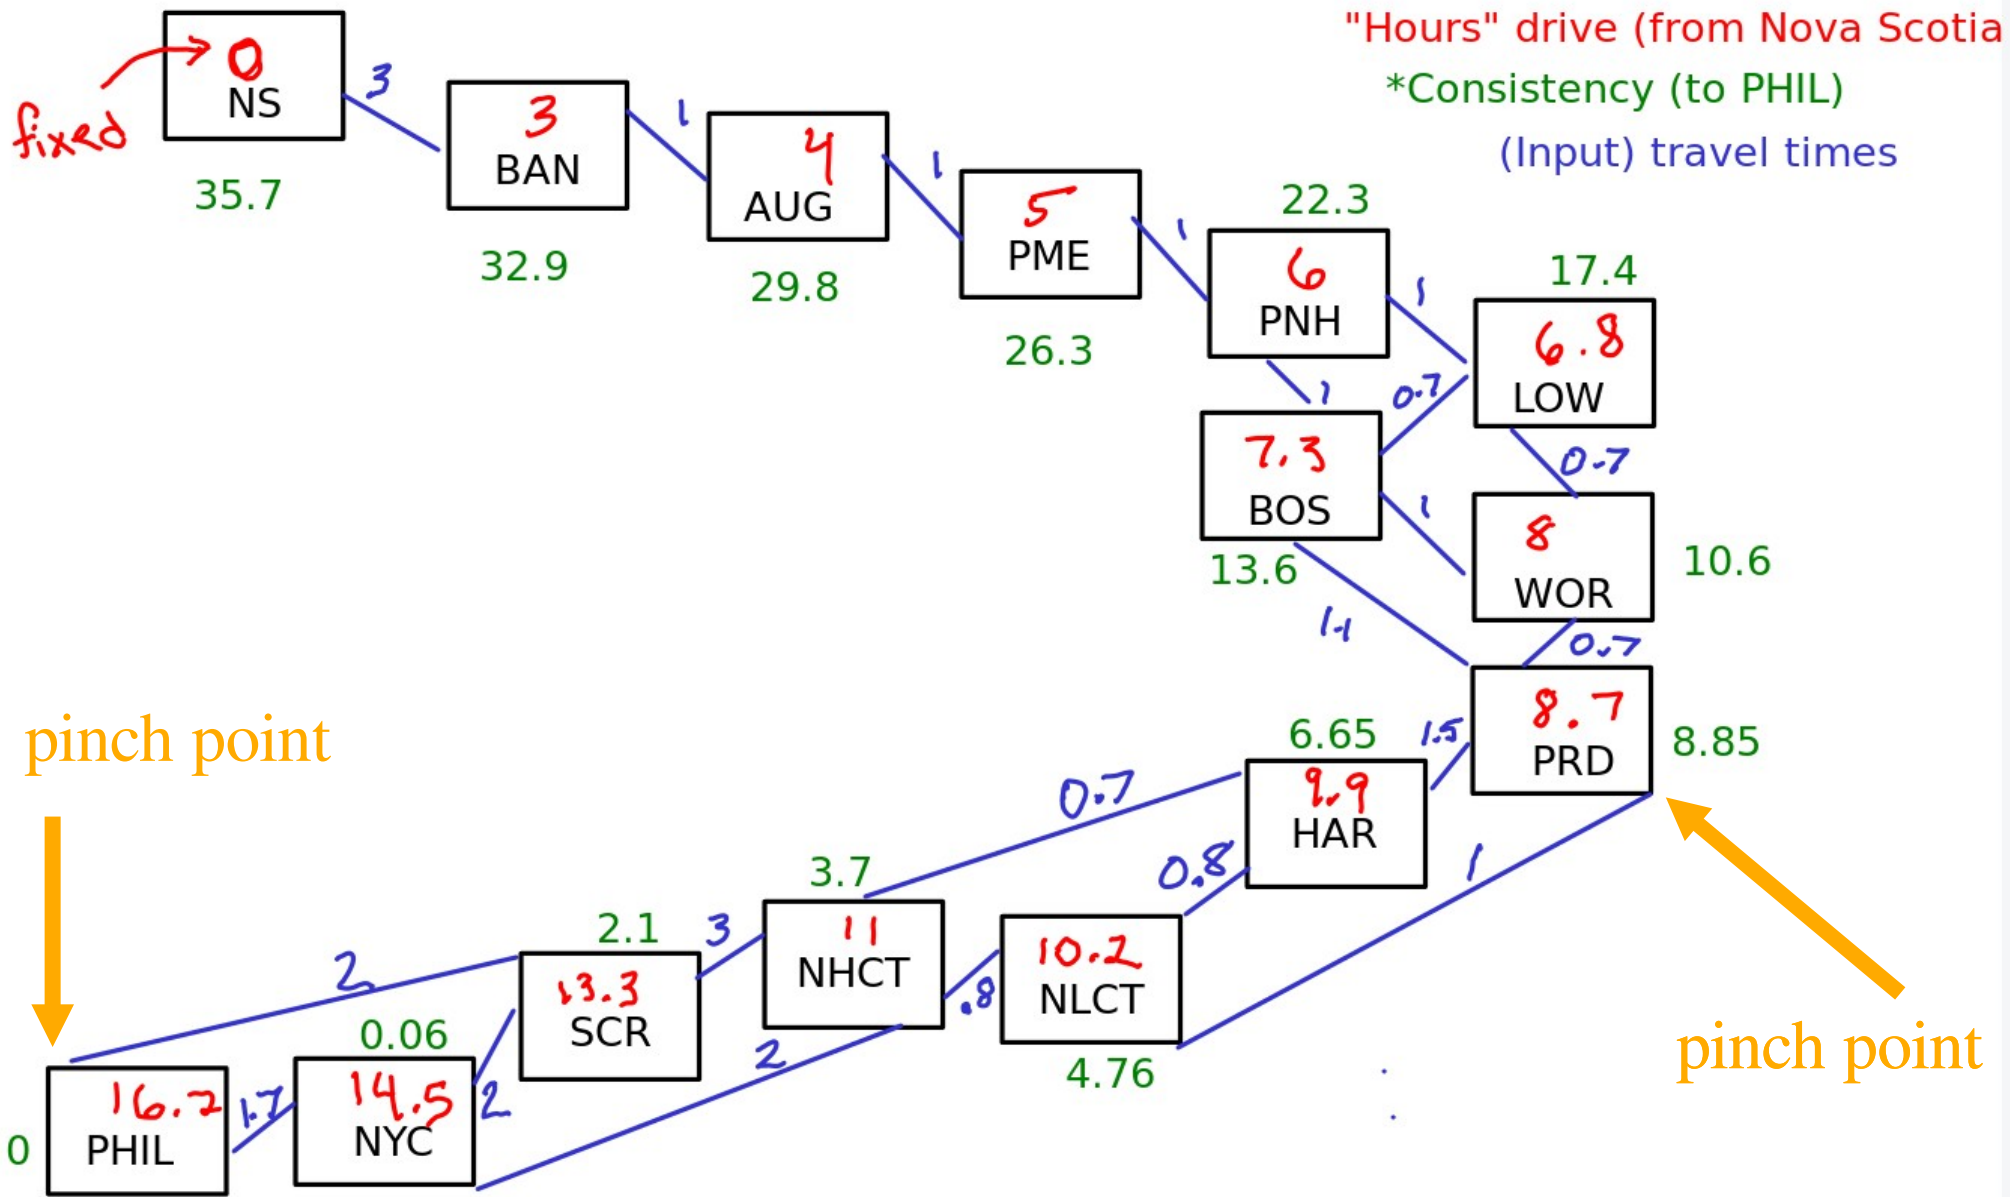 "Hours" drive (from Nova Scotia
*Consistency (to PHIL)
(Input) travel times
fixed
0
NS
35.7
3
3
BAN
32.9
1
4
AUG
29.8
1
5
PME
26.3
1
22.3
6
PNH
1
17.4
6.8
LOW
1
0.7
7.3
BOS
13.6
0.7
1
8
WOR
10.6
1.1
0.7
8.7
PRD
8.85
pinch point
pinch point
6.65
9.9
HAR
1.5
0.7
0.8
1
3.7
11
NHCT
.8
10.2
NLCT
4.76
2.1
13.3
SCR
3
2
2
0.06
14.5
NYC
2
1.7
16.2
PHIL
0